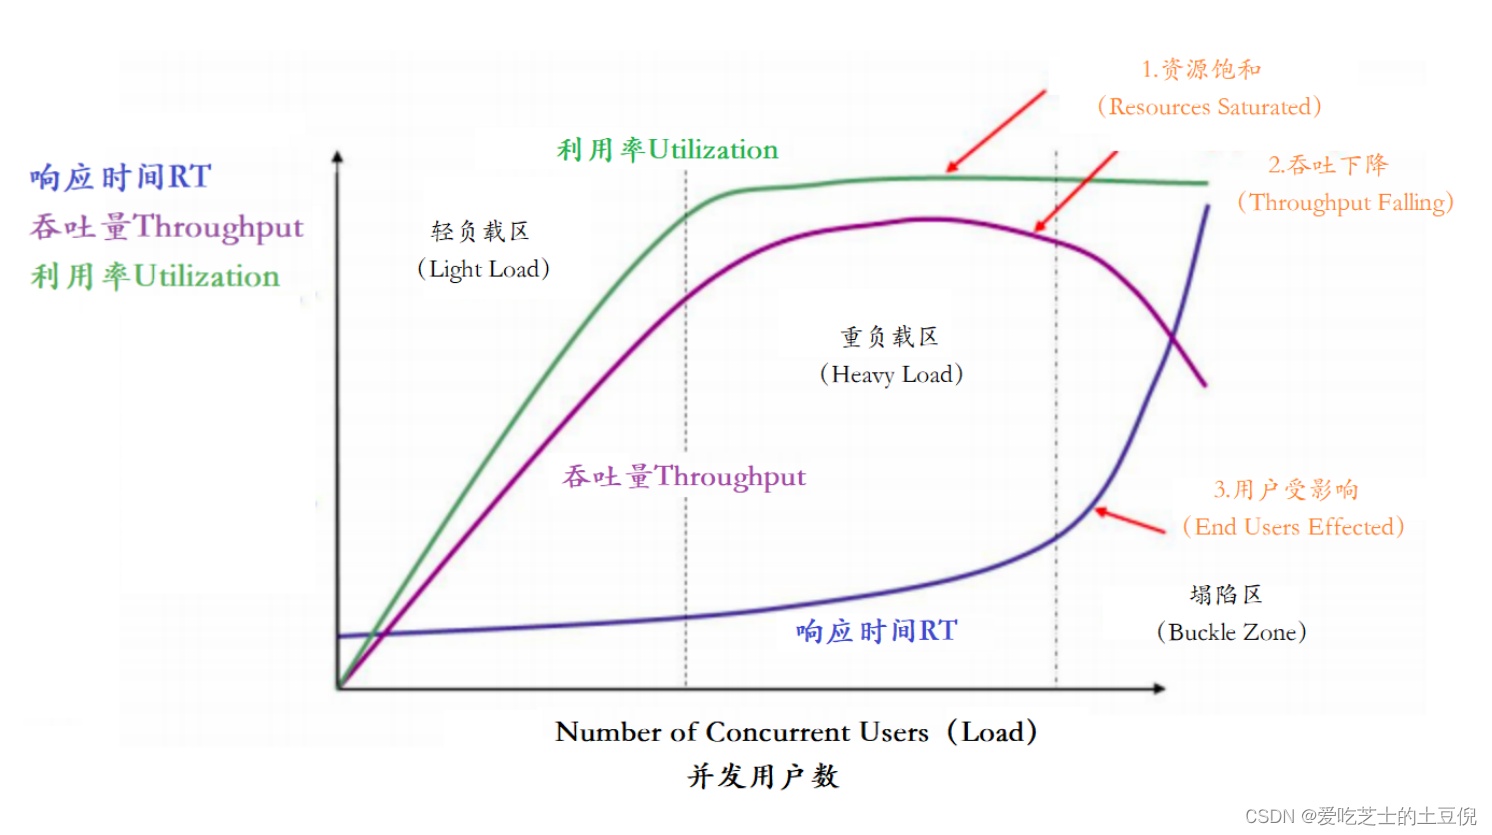 1.资源饱和
（Resources Saturated）
利用率Utilization
2.吞吐下降
（Throughput Falling）
响应时间RT
吞吐量Throughput
利用率Utilization
轻负载区
（Light Load）
重负载区
（Heavy Load）
吞吐量Throughput
3.用户受影响
（End Users Effected）
塌陷区
（Buckle Zone）
响应时间RT
Number of Concurrent Users（Load）
并发用户数
CSDN @爱吃芝士的土豆倪